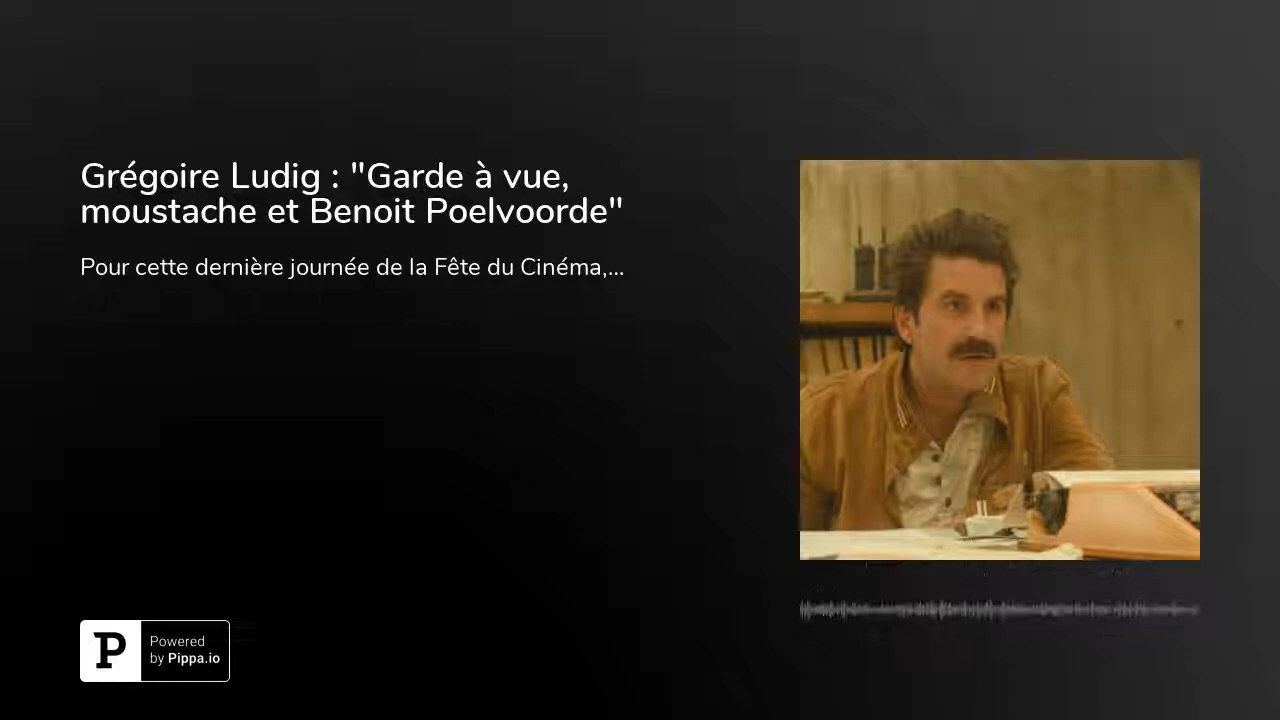 Grégoire Ludig : "Garde à vue,
moustache et Benoit Poelvoorde"
Pour cette dernière journée de la Fête du Cinéma,...
P
Powered
by Pippa.io